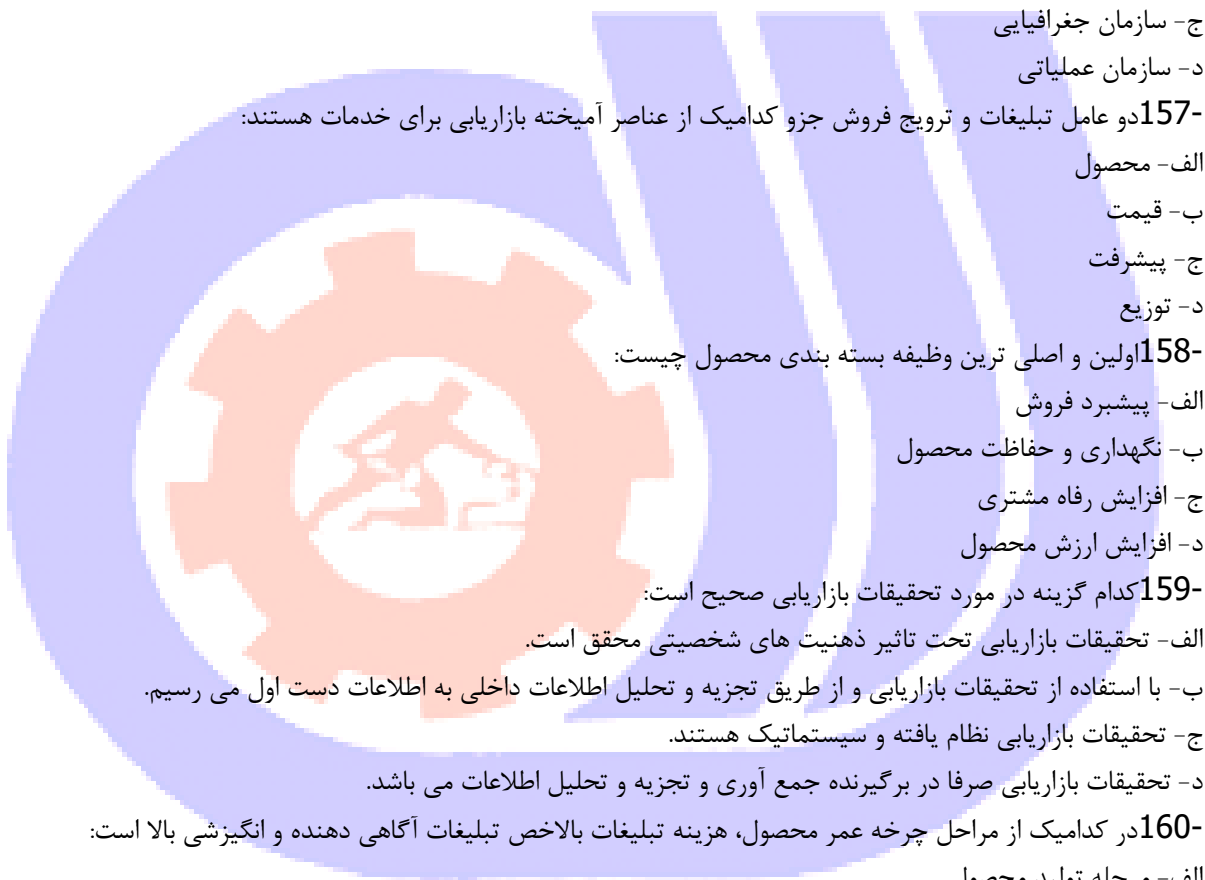 ج- سازمان جغرافیایی
د- سازمان عملیاتی
157-دو عامل تبلیغات و ترویج فروش جزو کدامیک از عناصر آمیخته بازاریابی برای خدمات هستند:
الف- محصول
ب- قیمت
ج- پیشرفت
د- توزیع
158-اولین و اصلی ترین وظیفه بسته بندی محصول چیست:
الف- پیشبرد فروش
ب- نگهداری و حفاظت محصول
ج- افزایش رفاه مشتری
د- افزایش ارزش محصول
159-کدام گزینه در مورد تحقیقات بازاریابی صحیح است:
الف- تحقیقات بازاریابی تحت تاثیر ذهنیت های شخصیتی محقق است.
ب- با استفاده از تحقیقات بازاریابی و از طریق تجزیه و تحلیل اطلاعات داخلی به اطلاعات دست اول می رسیم.
ج- تحقیقات بازاریابی نظام یافته و سیستماتیک هستند.
د- تحقیقات بازاریابی صرفا در برگیرنده جمع آوری و تجزیه و تحلیل اطلاعات می باشد.
160-در کدامیک از مراحل چرخه عمر محصول، هزینه تبلیغات بالاخص تبلیغات آگاهی دهنده و انگیزشی بالا است: